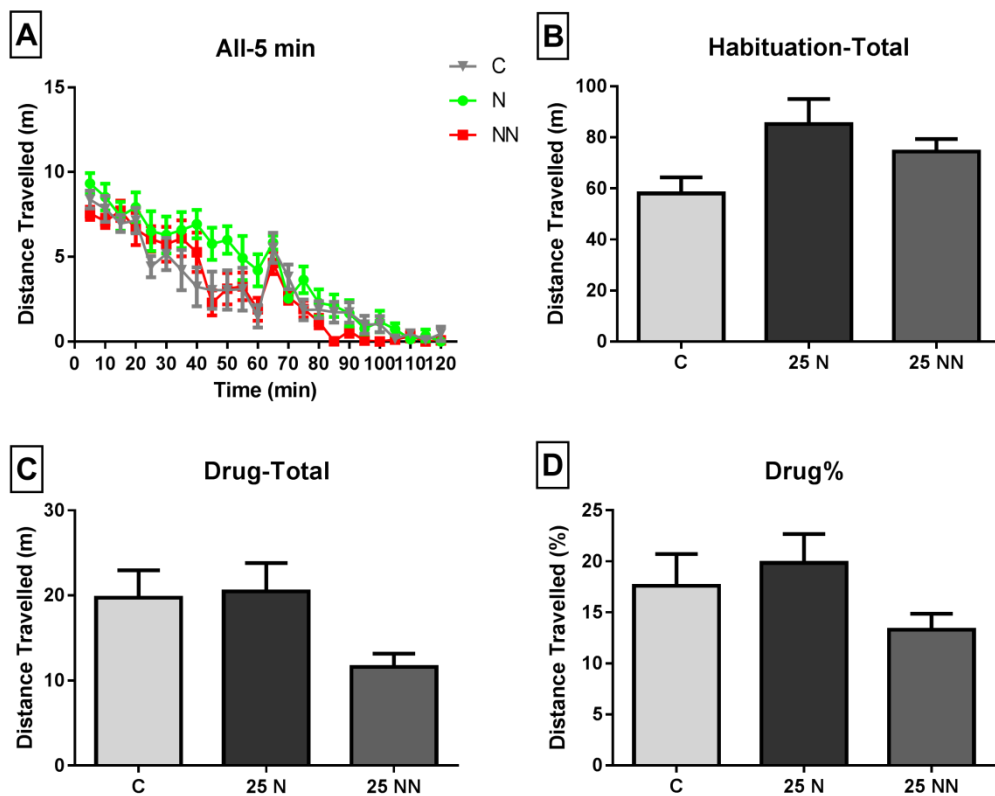 A
All-5 min
C
N
NN
Distance Travelled (m)
15
10
5
0
0 10 20 30 40 50 60 70 80 90 100 110 120
Time (min)
B
Habituation-Total
Distance Travelled (m)
100
80
60
40
20
0
C 25 N 25 NN
C
Drug-Total
Distance Travelled (m)
30
20
10
0
C 25 N 25 NN
D
Drug%
Distance Travelled (%)
25
20
15
10
5
0
C 25 N 25 NN